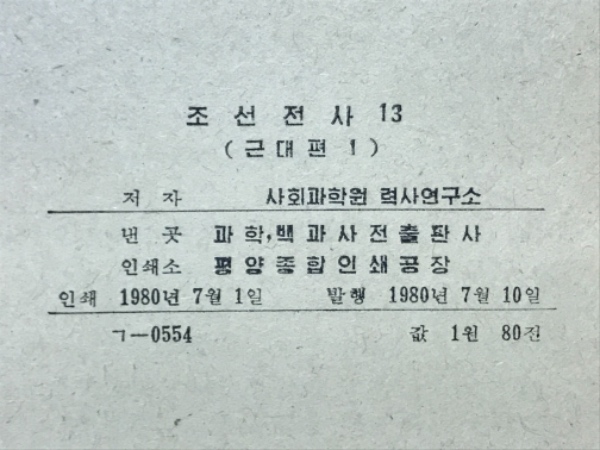 조선전사 13
(근대편 1)
저자 사회과학원 력사연구소
낸곳 과학, 백과사전출판사
인쇄소 평양종합인쇄공장
인쇄 1980년 7월 1일 발행 1980년 7월 10일
ㄱ—0554 값 1원 80전